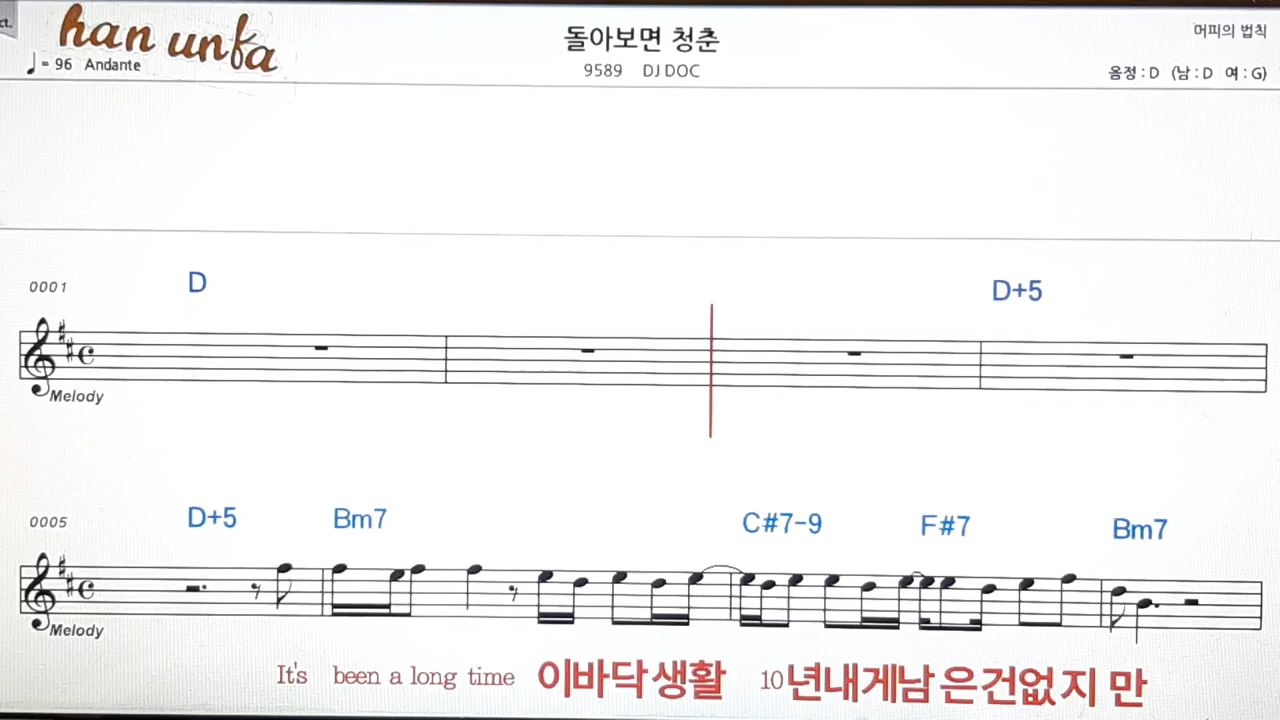 ct.
han unfa
돌아보면 청춘
머피의 법칙
♩ = 96 Andante
9589 DJ DOC
음정 : D (남 : D 여 : G)
0001 D D+5
Melody
0005 D+5 Bm7 C#7-9 F#7 Bm7
Melody
It's been a long time 이바닥생활 10년내게남은건없지만